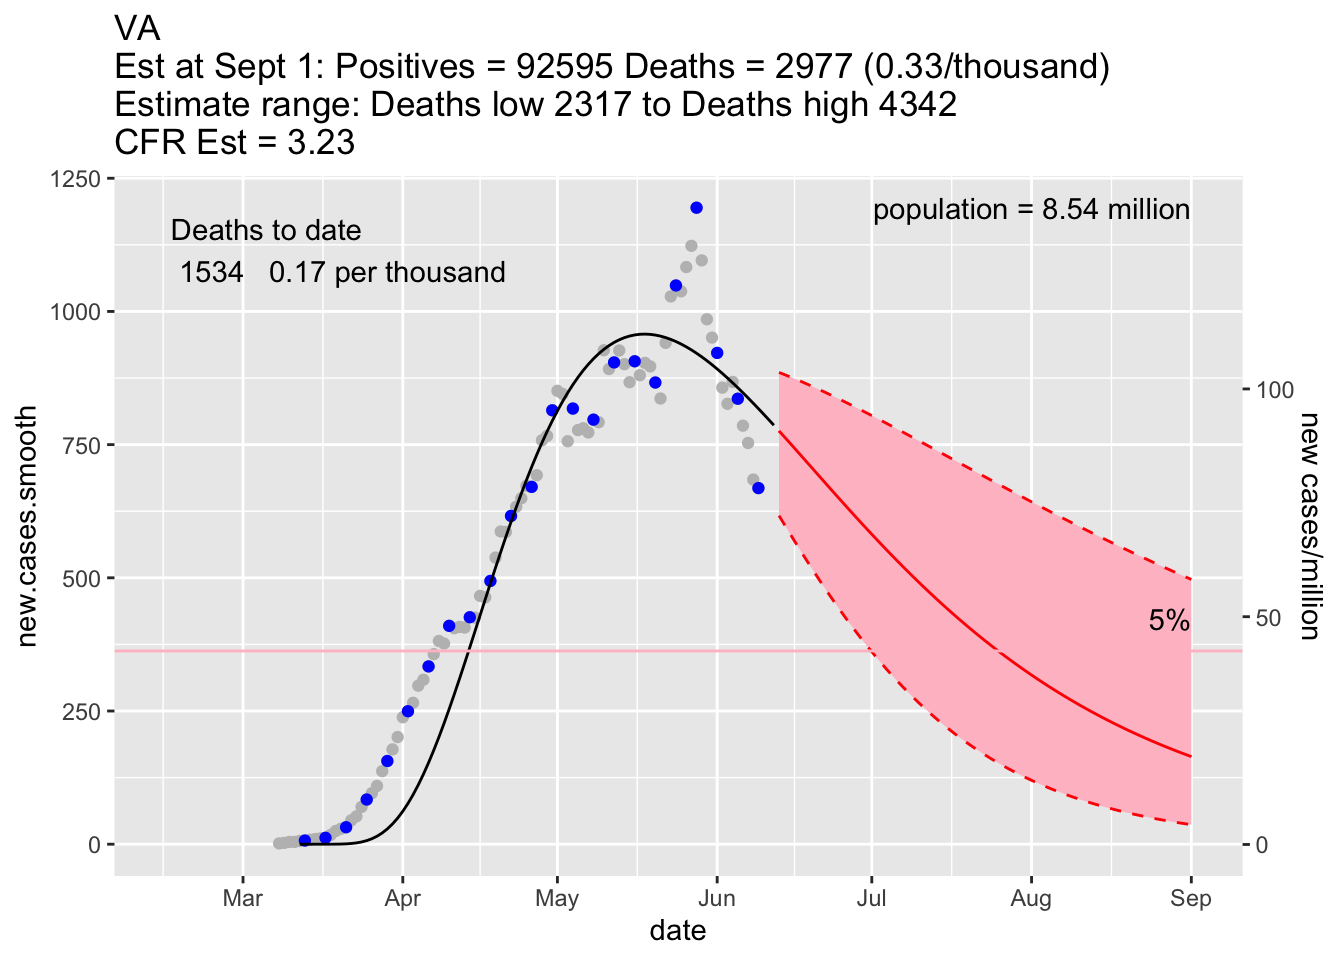 VA
Est at Sept 1: Positives = 92595 Deaths = 2977 (0.33/thousand)
Estimate range: Deaths low 2317 to Deaths high 4342
CFR Est = 3.23
1250
1000
750
500
250
0
new.cases.smooth
Deaths to date
1534 0.17 per thousand
population = 8.54 million
5%
100
50
0
new cases/million
Mar
Apr
May
Jun
Jul
Aug
Sep
date